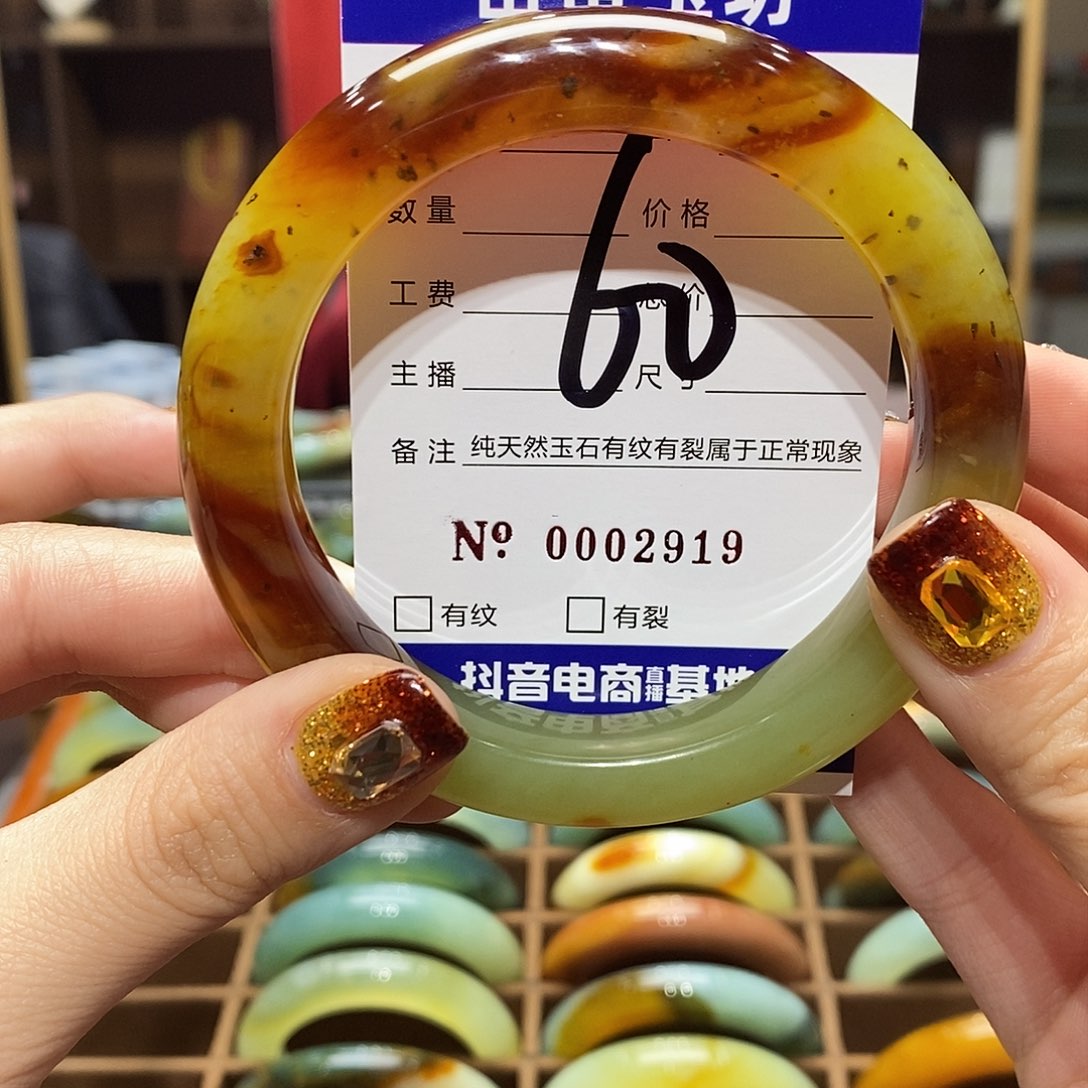 数量 价格
工费 总价
主播 尺寸
60
备注 纯天然玉石有纹有裂属于正常现象
Nº 0002919
有纹 有裂
抖音电商直播基地